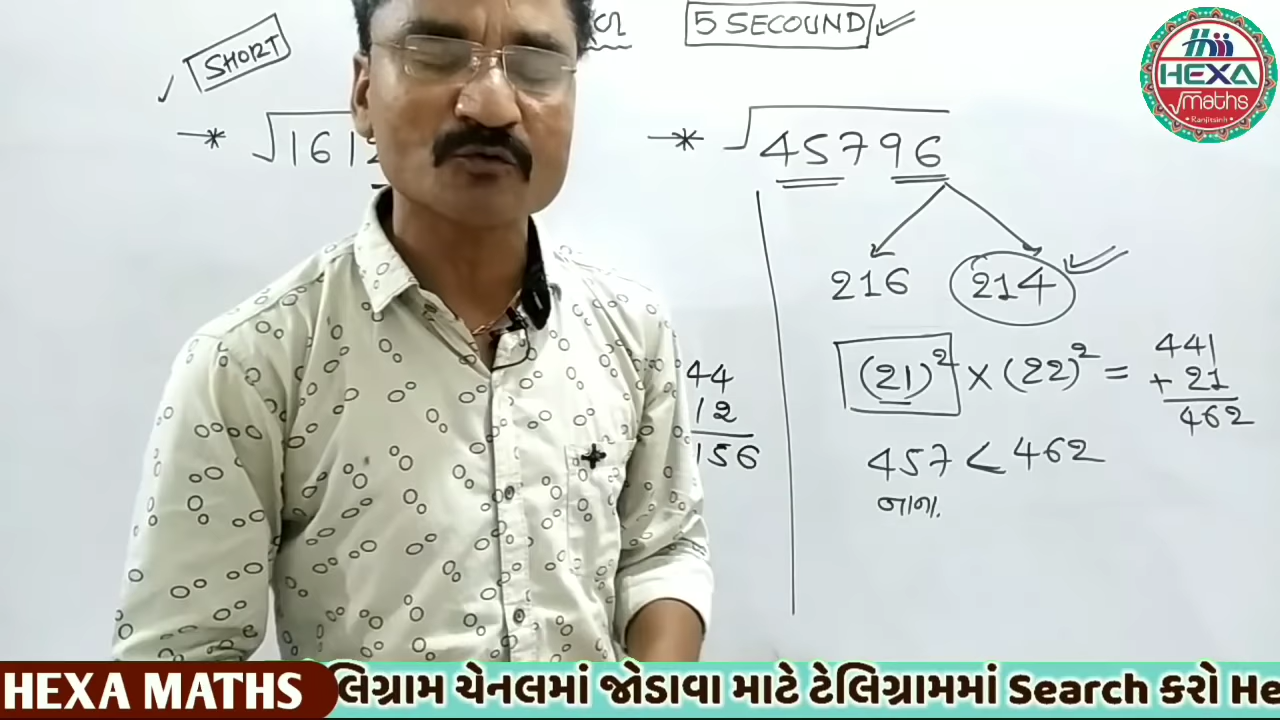 5 SECOUND
SHORT
* √161
* √45796
216 214
(21)² × (22)² = 441
+ 21
462
457 < 462
નાના.
44
12
156
HEXA
√maths
Ranjitsinh
HEXA MATHS
લિગ્રામ ચેનલમાં જોડાવા માટે ટેલિગ્રામમાં Search કરો He